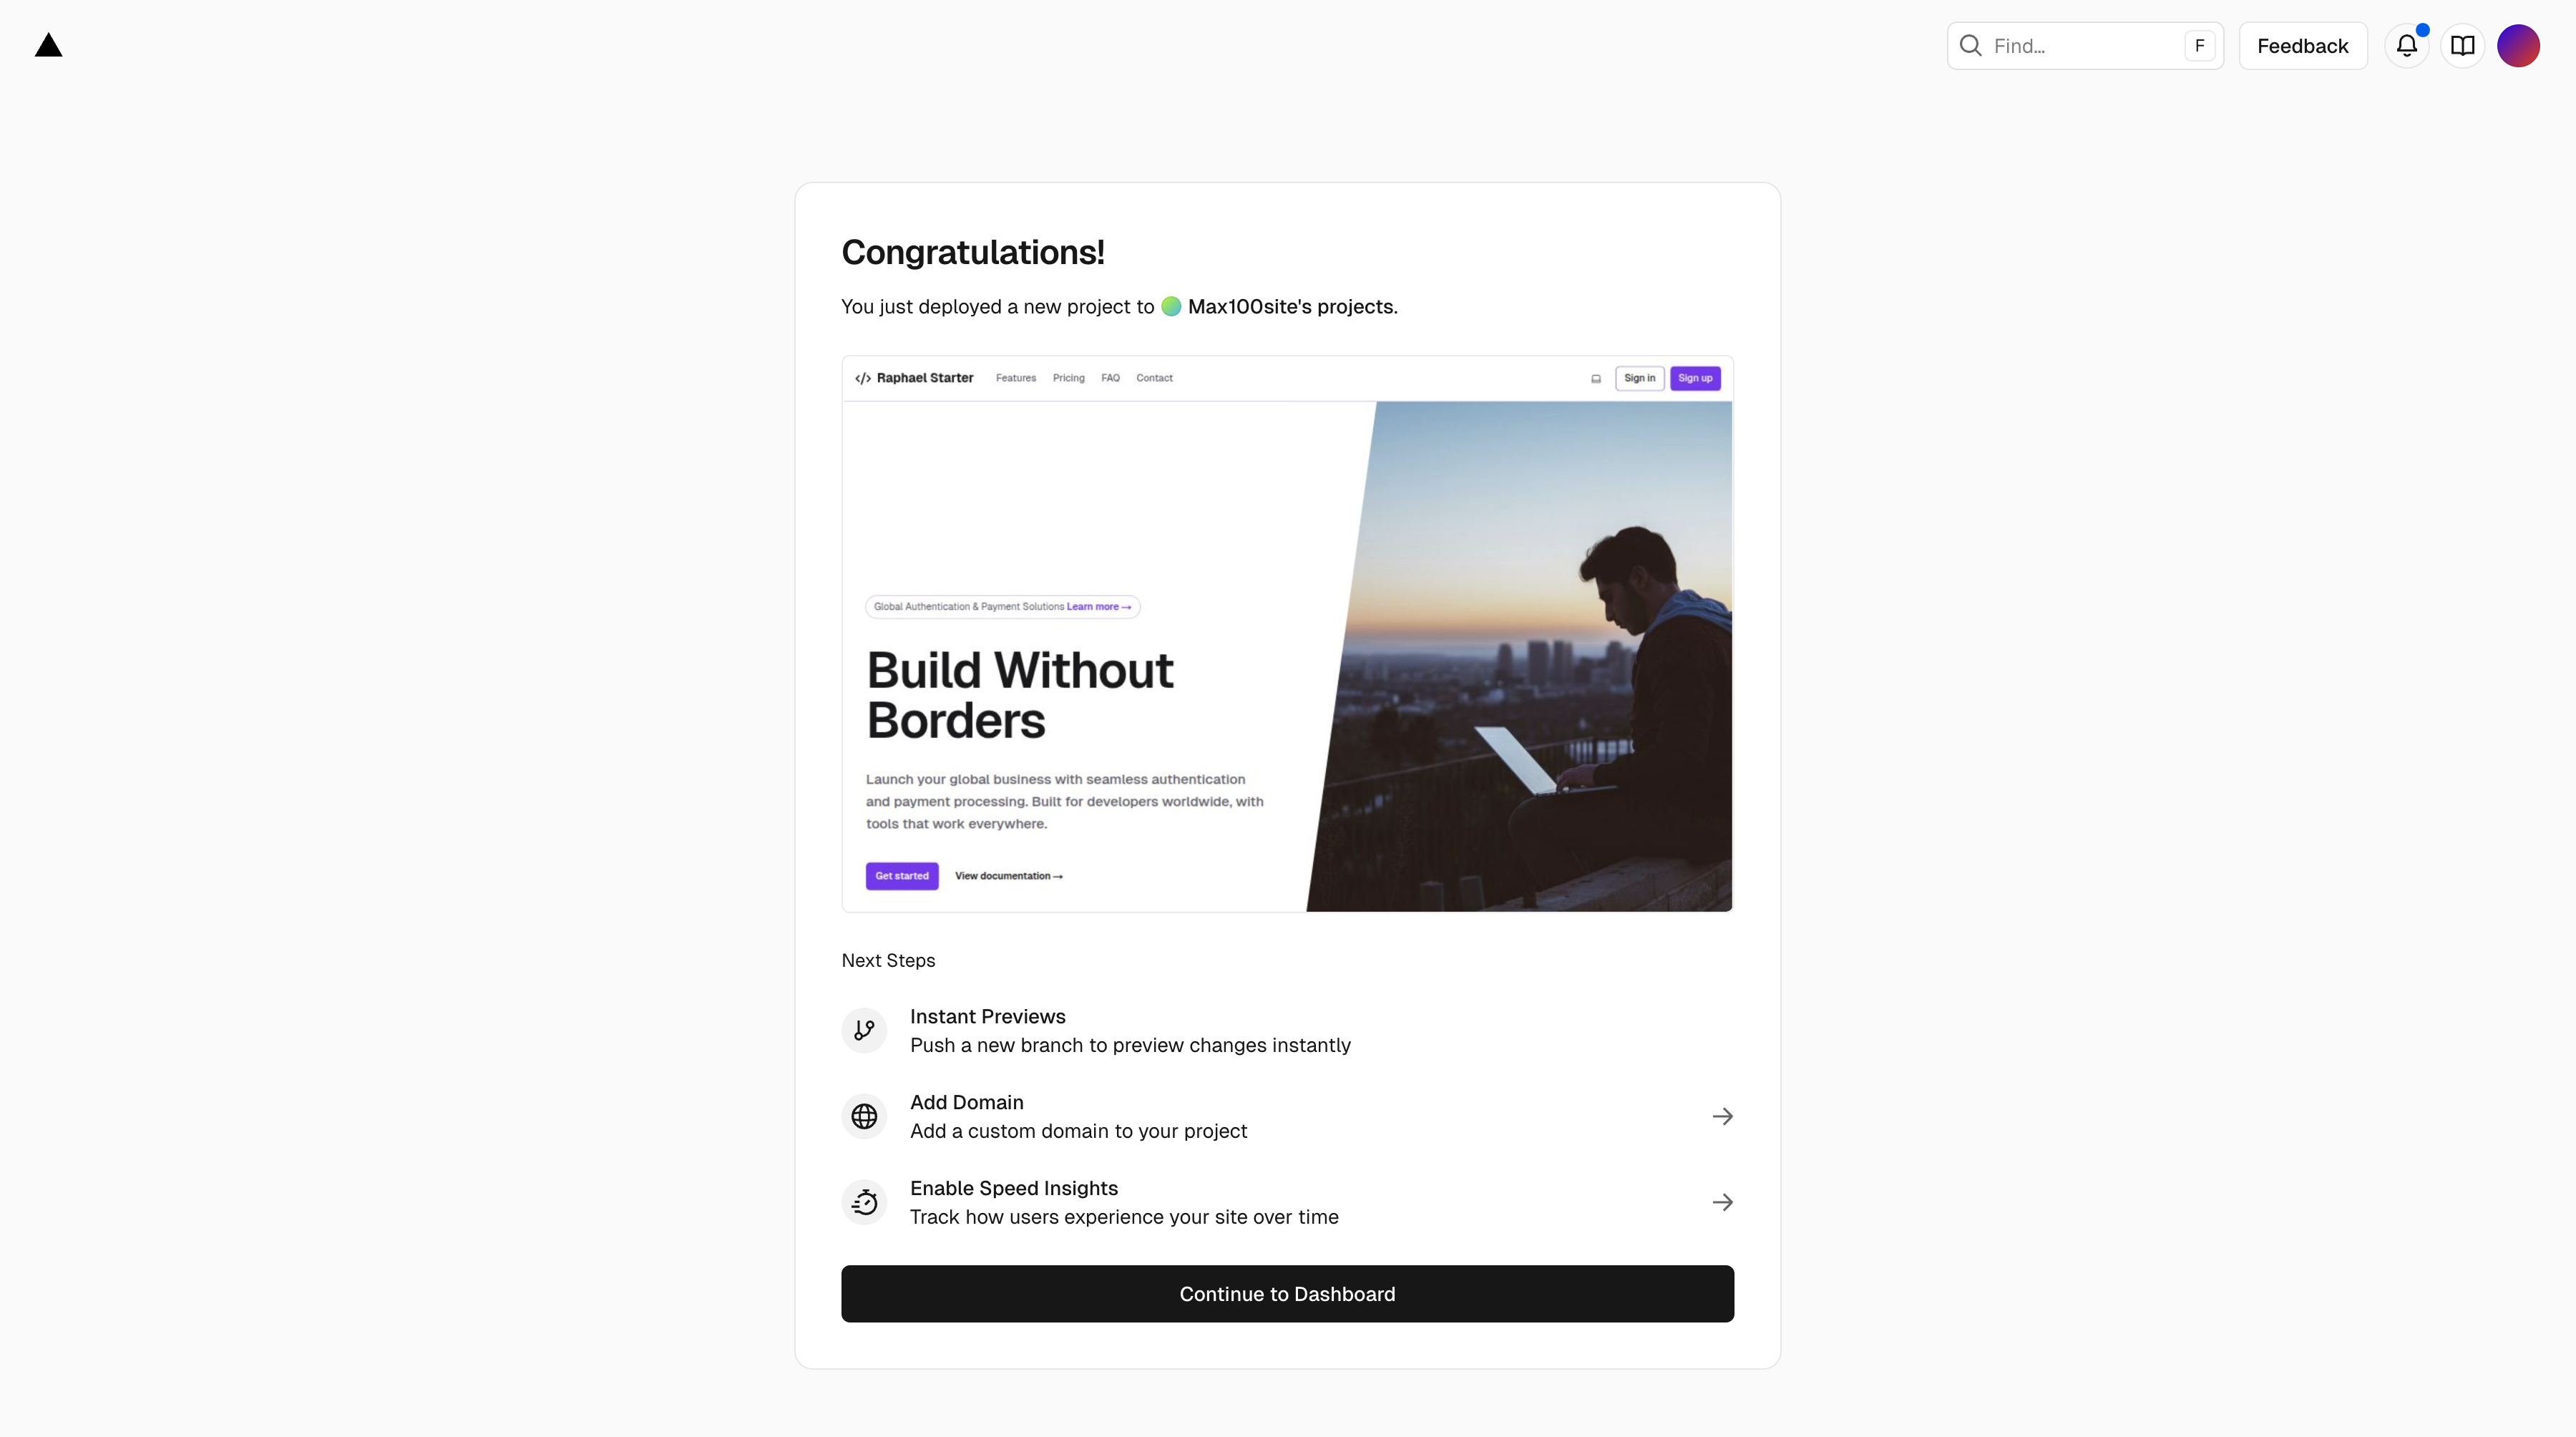 Find...
F
Feedback
Congratulations!
You just deployed a new project to Max100site's projects.
</> Raphael Starter
Features
Pricing
FAQ
Contact
Sign in
Sign up
Global Authentication & Payment Solutions Learn more →
Build Without
Borders
Launch your global business with seamless authentication
and payment processing. Built for developers worldwide, with
tools that work everywhere.
Get started
View documentation →
Next Steps
Instant Previews
Push a new branch to preview changes instantly
Add Domain
Add a custom domain to your project
Enable Speed Insights
Track how users experience your site over time
Continue to Dashboard